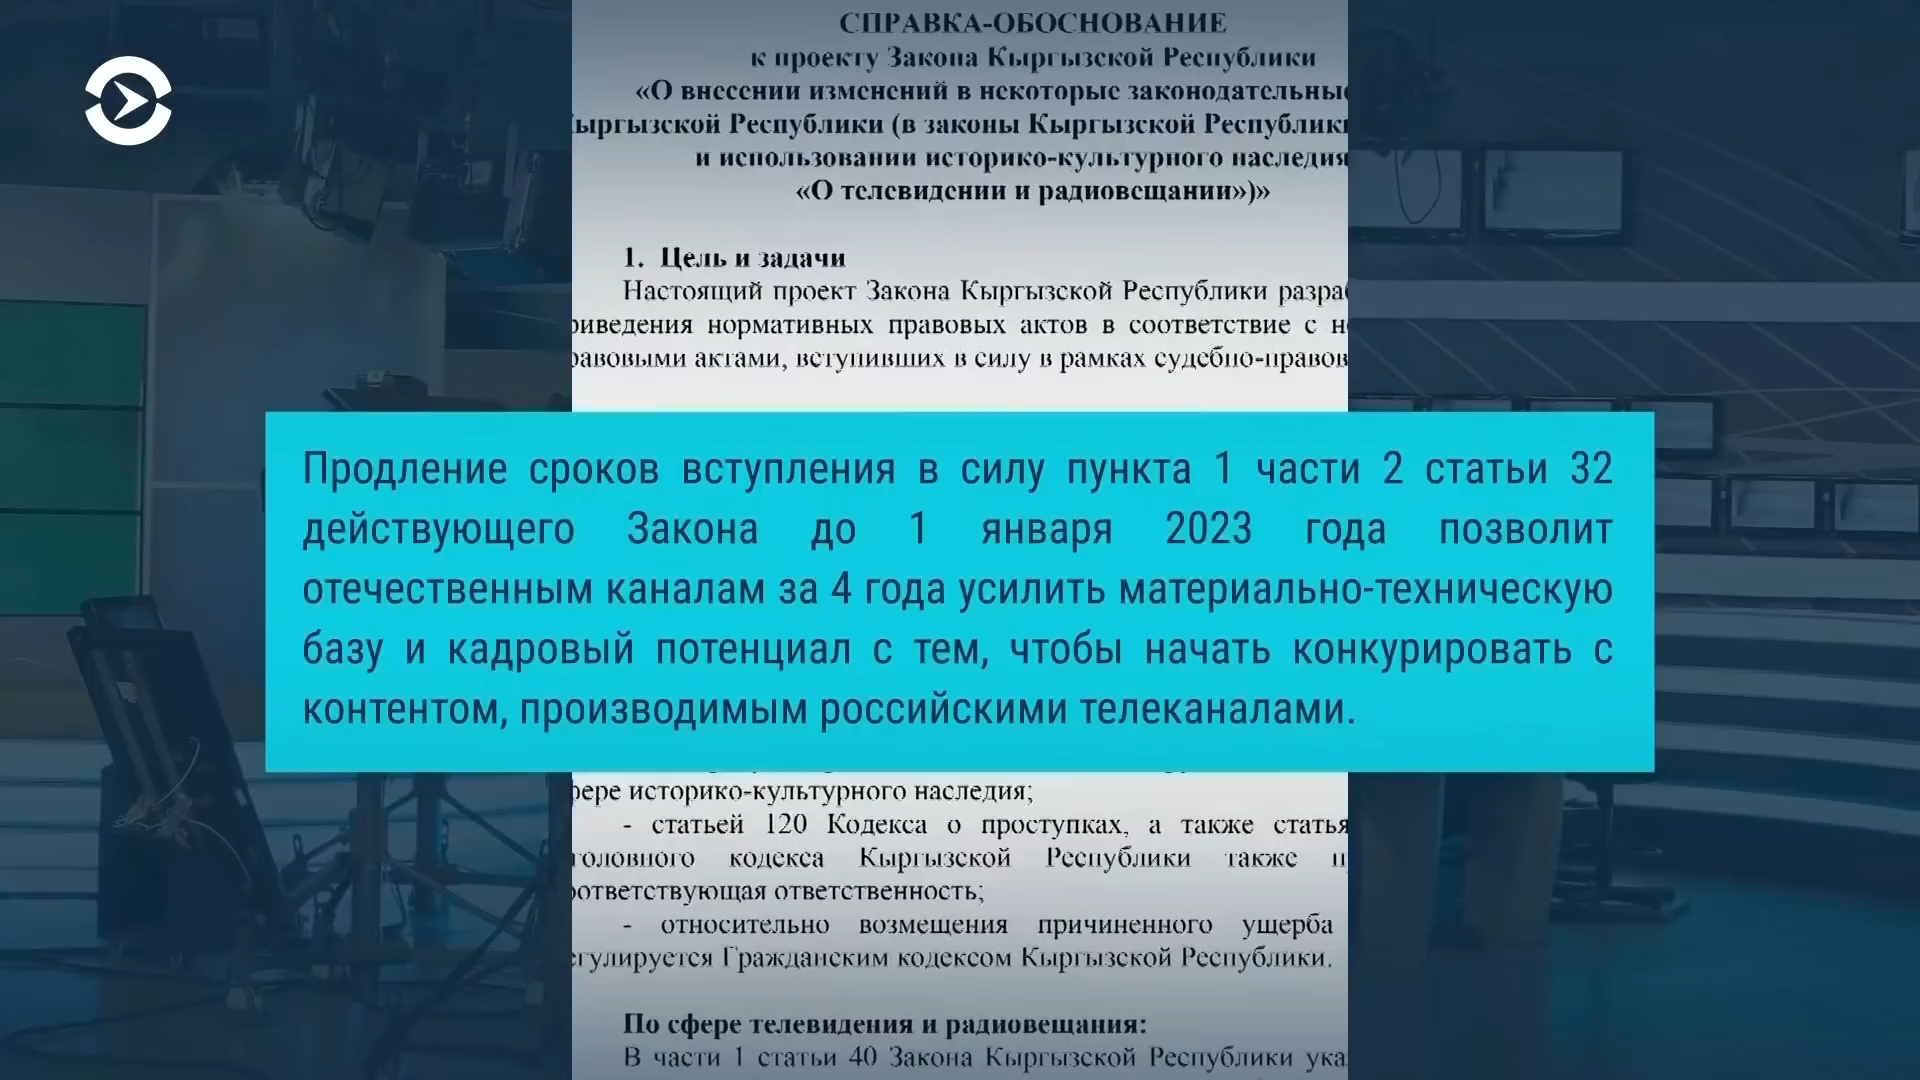 СПРАВКА-ОБОСНОВАНИЕ
к проекту Закона Кыргызской Республики
«О внесении изменений в некоторые законодательные
Кыргызской Республики (в законы Кыргызской Республики
и использовании историко-культурного наследия
«О телевидении и радиовещании»)»
1. Цель и задачи
Настоящий проект Закона Кыргызской Республики
риведения нормативных правовых актов в соответствие с
равовыми актами, вступивших в силу в рамках судебно-правов
Продление сроков вступления в силу пункта 1 части 2 статьи 32
действующего Закона до 1 января 2023 года позволит
отечественным каналам за 4 года усилить материально-техническую
базу и кадровый потенциал с тем, чтобы начать конкурировать с
контентом, производимым российскими телеканалами.
фере историко-культурного наследия;
- статьей 120 Кодекса о проступках, а также статья
головного кодекса Кыргызской Республики также
оответствующая ответственность;
- относительно возмещения причиненного ущерба
егулируется Гражданским кодексом Кыргызской Республики.
По сфере телевидения и радиовещания:
В части 1 статьи 40 Закона Кыргызской Республики ука